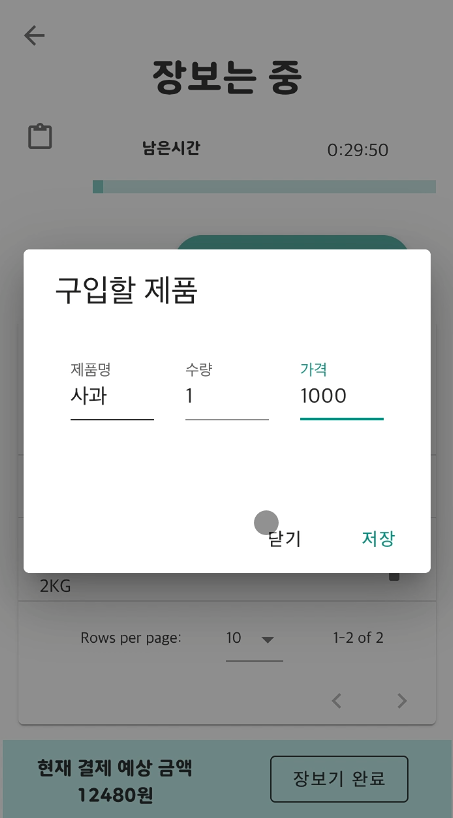 장보는 중
남은시간 0:29:50
구입할 제품
제품명 수량 가격
사과 1 1000
닫기 저장
2KG
Rows per page: 10 1-2 of 2
현재 결제 예상 금액
12480원
장보기 완료